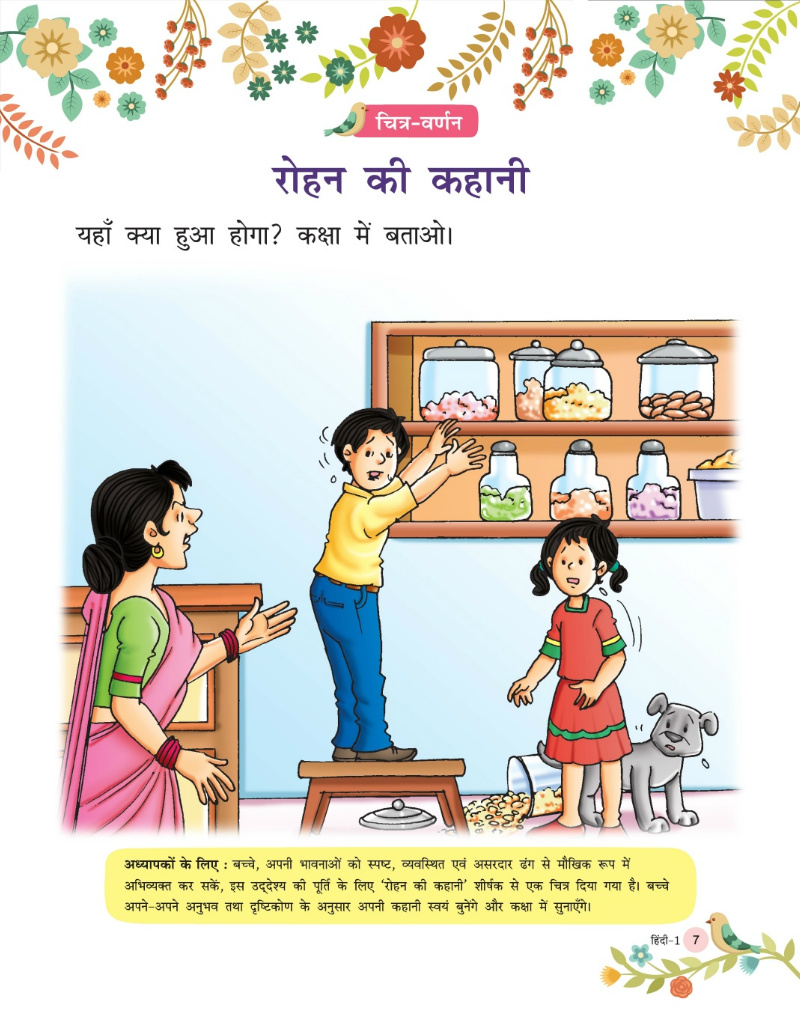 चित्र-वर्णन
रोहन की कहानी
यहाँ क्या हुआ होगा? कक्षा में बताओ।
अध्यापकों के लिए : बच्चे, अपनी भावनाओं को स्पष्ट, व्यवस्थित एवं असरदार ढंग से मौखिक रूप में
अभिव्यक्त कर सकें, इस उद्देश्य की पूर्ति के लिए 'रोहन की कहानी' शीर्षक से एक चित्र दिया गया है। बच्चे
अपने-अपने अनुभव तथा दृष्टिकोण के अनुसार अपनी कहानी स्वयं बुनेंगे और कक्षा में सुनाएँगे।
हिंदी-1 7